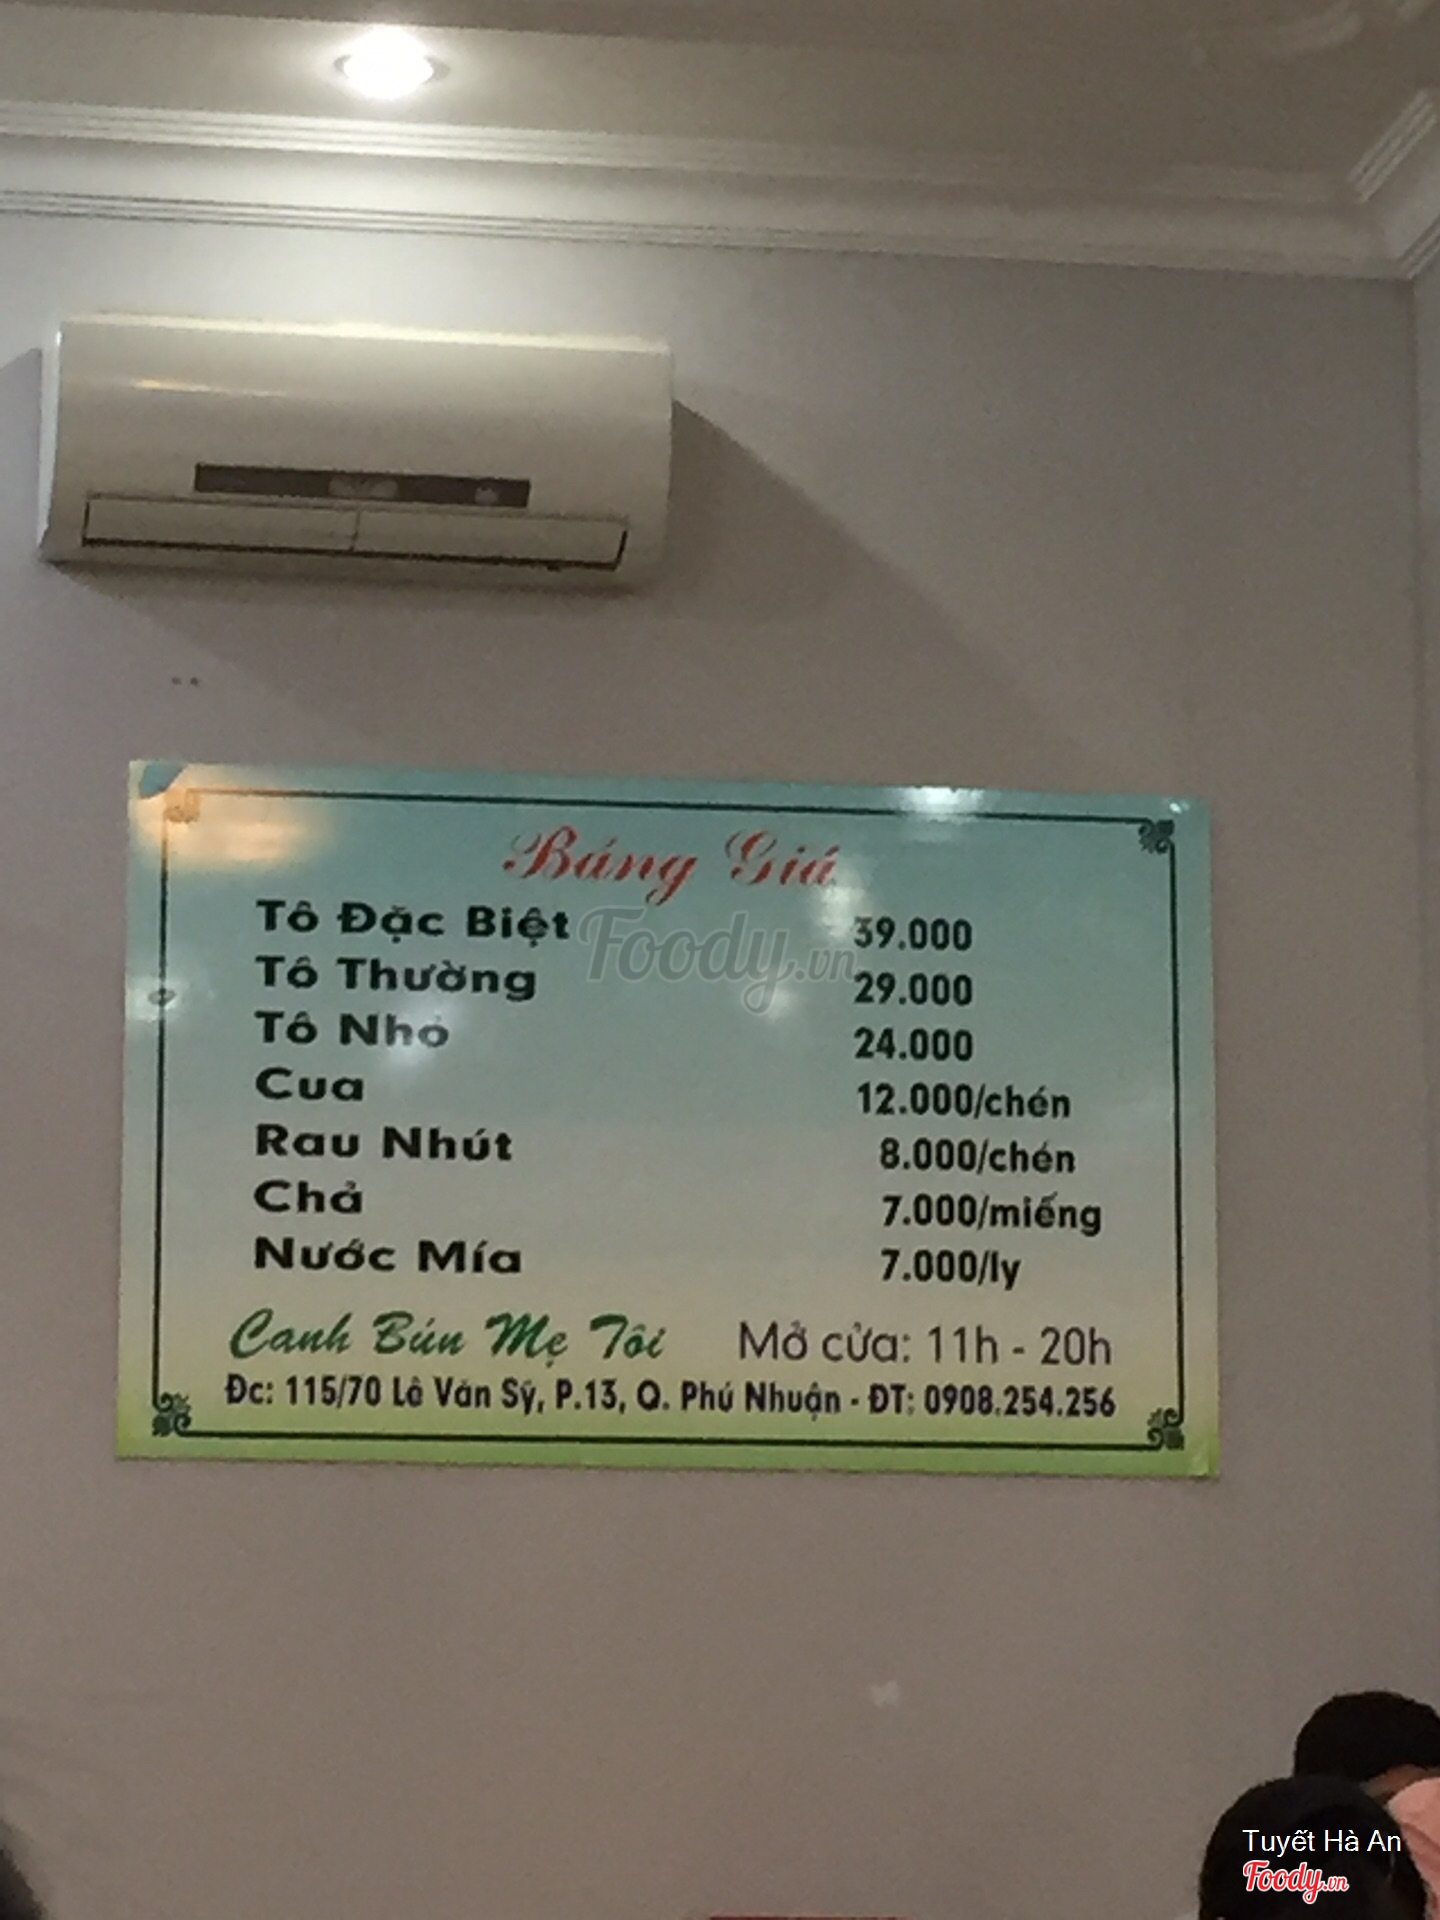 Bảng Giá
Tô Đặc Biệt 39.000
Tô Thường 29.000
Tô Nhỏ 24.000
Cua 12.000/chén
Rau Nhút 8.000/chén
Chả 7.000/miếng
Nước Mía 7.000/ly
Canh Bún Mẹ Tôi Mở cửa: 11h - 20h
Đc: 115/70 Lê Văn Sỹ, P.13, Q. Phú Nhuận - ĐT: 0908.254.256
Foody.vn
Tuyết Hà An
Foody.vn